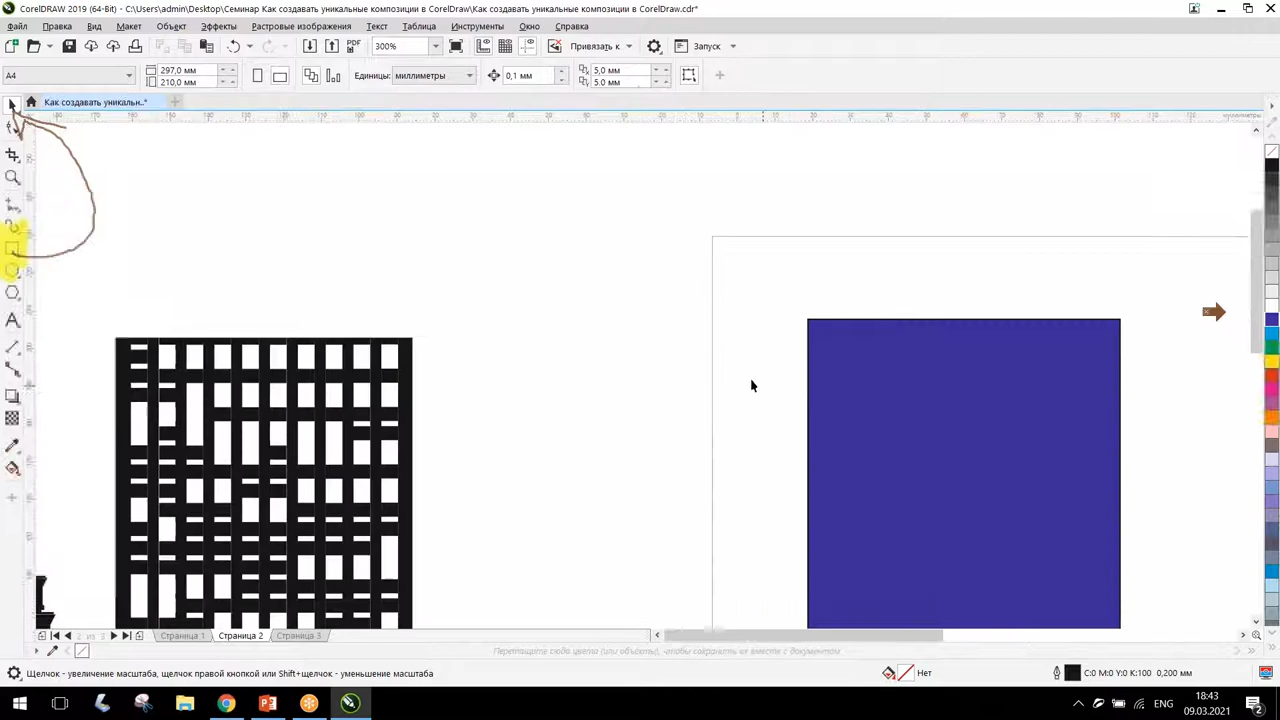 CorelDRAW 2019 (64-Bit) - C:\Users\admin\Desktop\Семинар Как создавать уникальные композиции в CorelDraw\Как создавать уникальные композиции в CorelDraw.cdr*
Файл Правка Вид Макет Объект Эффекты Растровые изображения Текст Таблица Инструменты Окно Справка
PDF 300% Привязать к Запуск
A4 297,0 мм 210,0 мм Единицы: миллиметры 0,1 мм 5,0 мм 5,0 мм
Как создавать уникальн..*
миллиметры
2 из 3 Страница 1 Страница 2 Страница 3
Перетащите сюда цвета (или объекты), чтобы сохранить их вместе с документом
Щелчок - увеличение масштаба, щелчок правой кнопкой или Shift+щелчок - уменьшение масштаба Нет C:0 M:0 Y:0 K:100 0,200 мм
ENG 18:43
09.03.2021
2